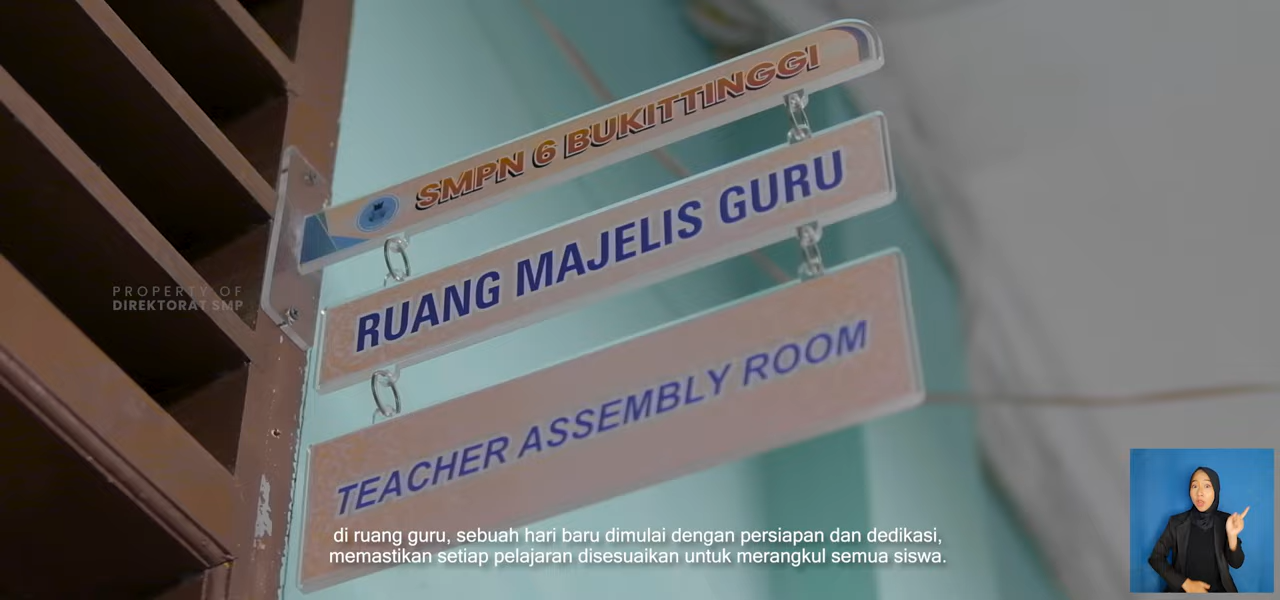 SMPN 6 BUKITTINGGI
RUANG MAJELIS GURU
TEACHER ASSEMBLY ROOM
PROPERTY OF
DIREKTORAT SMP
di ruang guru, sebuah hari baru dimulai dengan persiapan dan dedikasi,
memastikan setiap pelajaran disesuaikan untuk merangkul semua siswa.